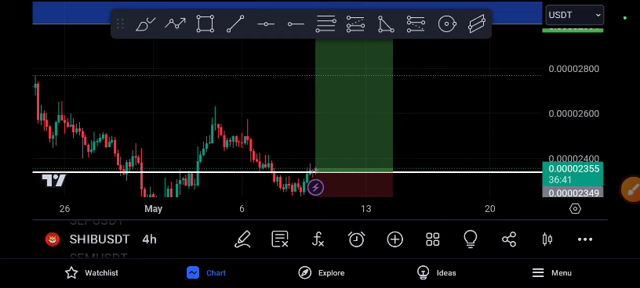 USDT
0.00002800
0.00002600
0.00002400
0.00002355
36:41
0.00002349
26
May
6
13
20
SHIBUSDT 4h
Watchlist
Chart
Explore
Ideas
Menu